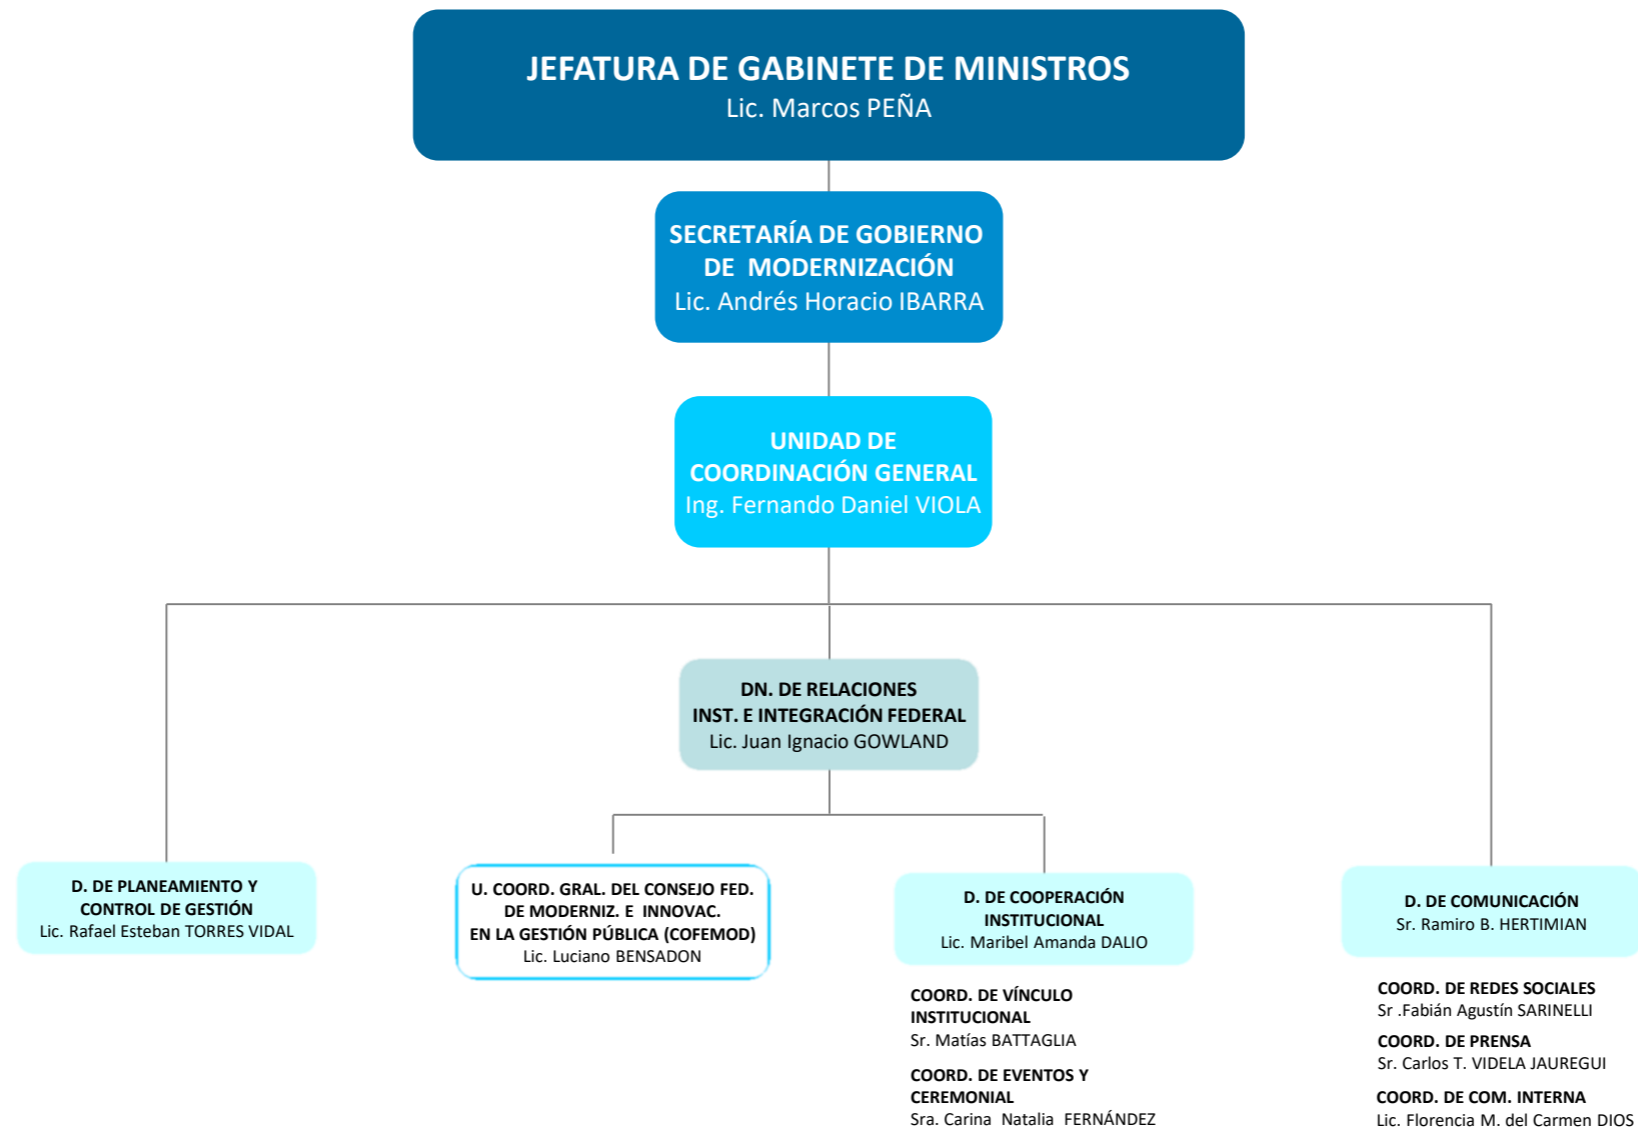 JEFATURA DE GABINETE DE MINISTROS
Lic. Marcos PEÑA
SECRETARÍA DE GOBIERNO
DE MODERNIZACIÓN
Lic. Andrés Horacio IBARRA
UNIDAD DE
COORDINACIÓN GENERAL
Ing. Fernando Daniel VIOLA
DN. DE RELACIONES
INST. E INTEGRACIÓN FEDERAL
Lic. Juan Ignacio GOWLAND
D. DE PLANEAMIENTO Y
CONTROL DE GESTIÓN
Lic. Rafael Esteban TORRES VIDAL
U. COORD. GRAL. DEL CONSEJO FED.
DE MODERNIZ. E INNOVAC.
EN LA GESTIÓN PÚBLICA (COFEMOD)
Lic. Luciano BENSADON
D. DE COOPERACIÓN
INSTITUCIONAL
Lic. Maribel Amanda DALIO
COORD. DE VÍNCULO
INSTITUCIONAL
Sr. Matías BATTAGLIA
COORD. DE EVENTOS Y
CEREMONIAL
Sra. Carina Natalia FERNÁNDEZ
D. DE COMUNICACIÓN
Sr. Ramiro B. HERTIMIAN
COORD. DE REDES SOCIALES
Sr .Fabián Agustín SARINELLI
COORD. DE PRENSA
Sr. Carlos T. VIDELA JAUREGUI
COORD. DE COM. INTERNA
Lic. Florencia M. del Carmen DIOS